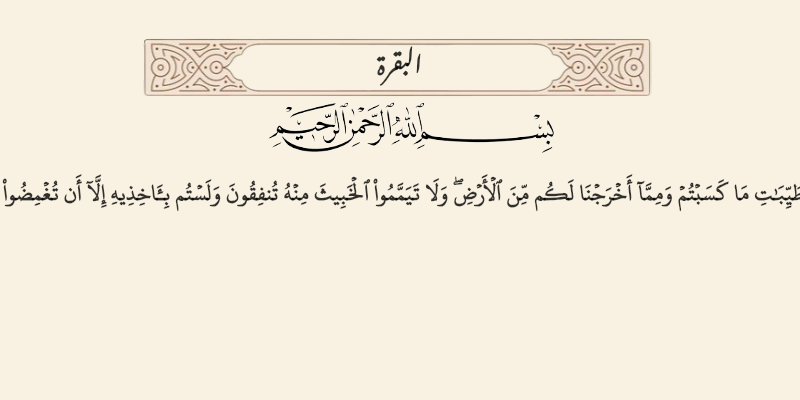 البقرة
بِسْمِ ٱللَّهِ ٱلرَّحْمَٰنِ ٱلرَّحِيمِ
مَا كَسَبْتُمْ وَمِمَّآ أَخْرَجْنَا لَكُم مِّنَ ٱلْأَرْضِ ۖ وَلَا تَيَمَّمُوا۟ ٱلْخَبِيثَ مِنْهُ تُنفِقُونَ وَلَسْتُم بِـَٔاخِذِيهِ إِلَّآ أَن تُغْمِضُوا۟